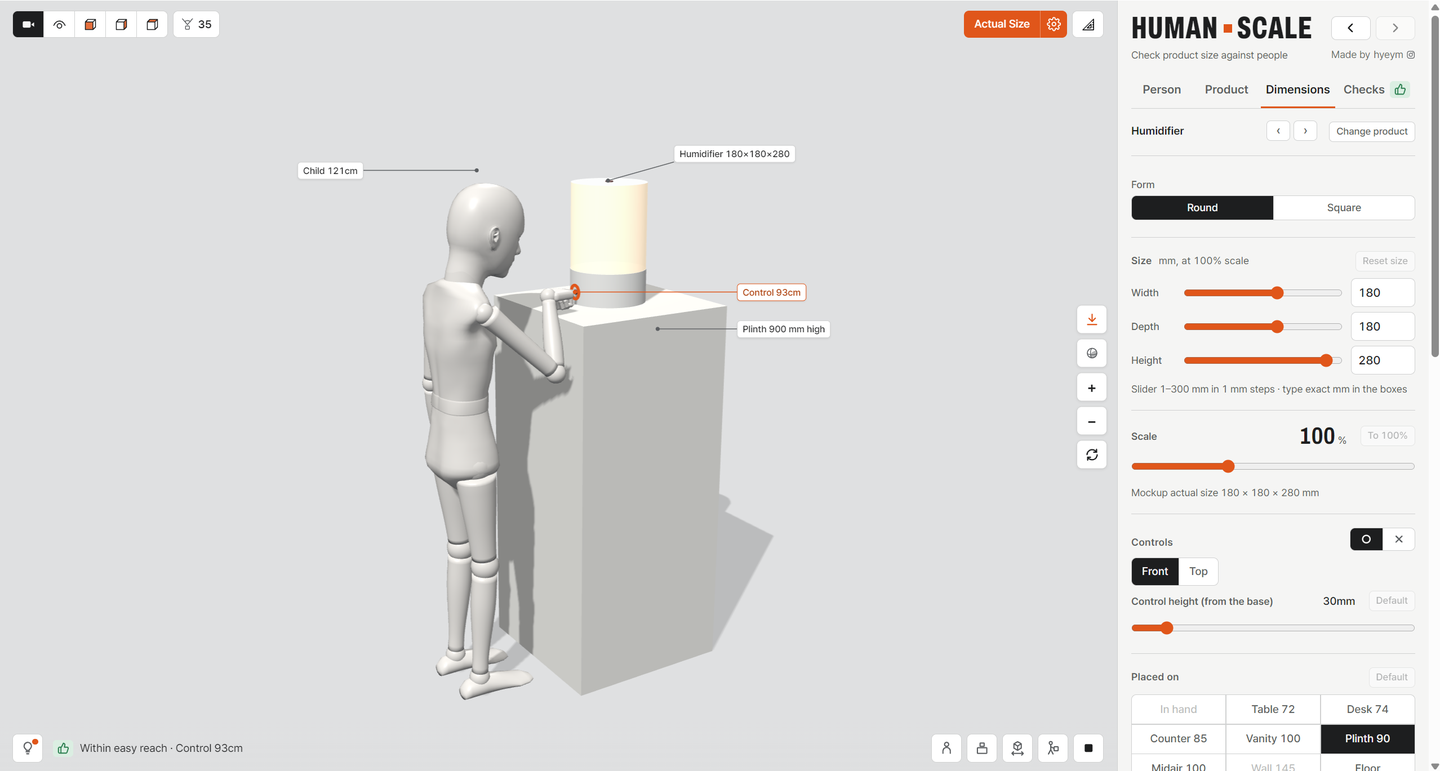 35
Actual Size
Child 121cm
Humidifier 180×180×280
Control 93cm
Plinth 900 mm high
Within easy reach · Control 93cm
HUMAN SCALE
Check product size against people
Made by hyeym
Person Product Dimensions Checks
Humidifier
Change product
Form
Round Square
Size mm, at 100% scale Reset size
Width 180
Depth 180
Height 280
Slider 1–300 mm in 1 mm steps · type exact mm in the boxes
Scale 100 % To 100%
Mockup actual size 180 × 180 × 280 mm
Controls
Front Top
Control height (from the base) 30mm Default
Placed on Default
In hand Table 72 Desk 74
Counter 85 Vanity 100 Plinth 90
Midair 100 Wall 145 Floor